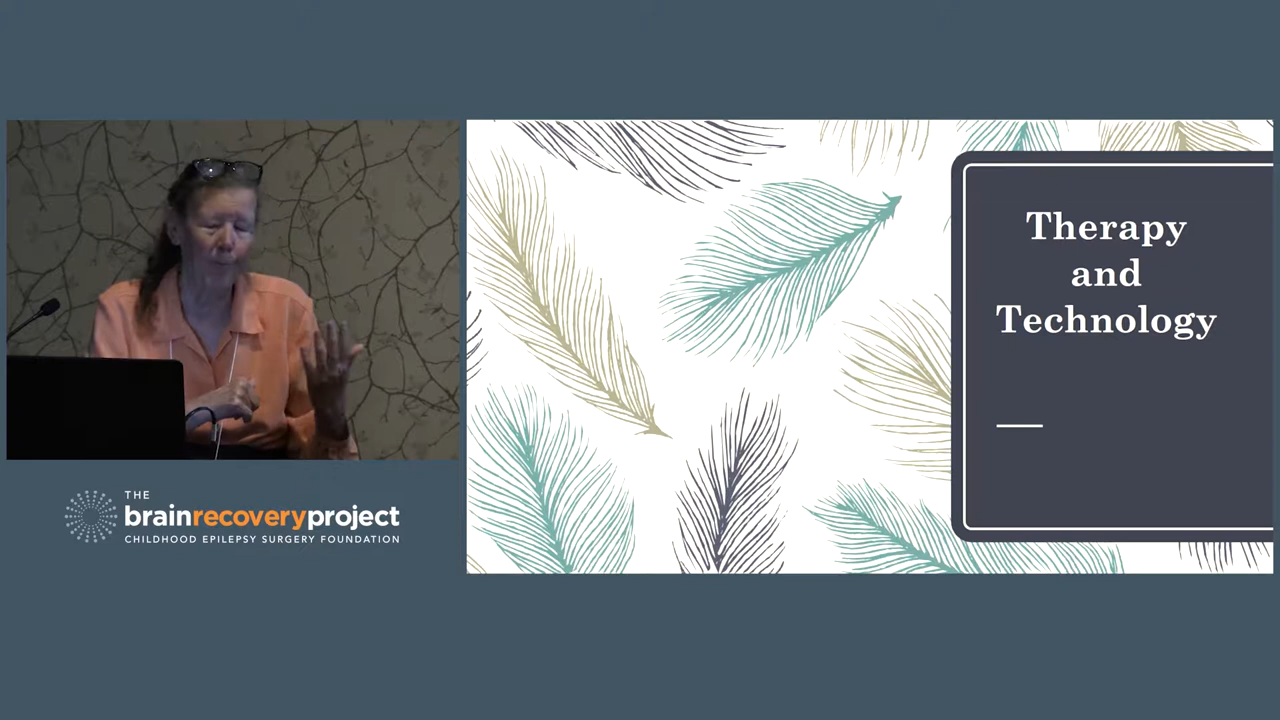 Therapy
and
Technology
THE
brainrecoveryproject
CHILDHOOD EPILEPSY SURGERY FOUNDATION